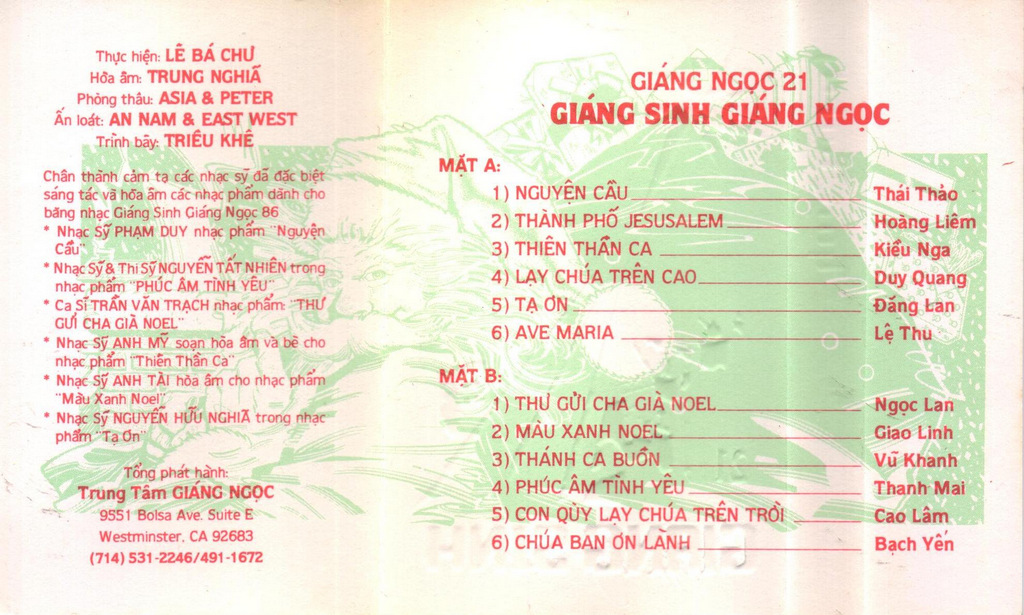 Thực hiện: LÊ BÁ CHƯ
Hôa âm: TRUNG NGHIÃ
Phòng thâu: ASIA & PETER
Ấn loát: AN NAM & EAST WEST
Trình bãy: TRIÊU KHÊ
Chân thãnh cảm tạ các nhạc sỹ đã đặc biệt
sáng tác vã hỏa âm các nhạc phẩm dãnh cho
băng nhạc Giáng Sinh Giáng Ngọc 86
* Nhạc Sỹ PHẠM DUY nhạc phẩm "Nguyện
Cầu"
* Nhạc Sỹ & Thi Sỹ NGUYỄN TẤT NHIÊN trong
nhạc phẩm "PHÚC ÂM TÌNH YÊU"
* Ca SĨ TRẦN VĂN TRẠCH nhạc phẩm: "THƯ
GỬI CHA GIÀ NOEL"
* Nhạc Sỹ ANH MỸ soạn hỏa âm và bè cho
nhạc phẩm "Thiên Thần Ca"
* Nhạc Sỹ ANH TÀI hòa âm cho nhạc phẩm
"Màu Xanh Noel"
* Nhạc Sỹ NGUYỄN HỮU NGHIÃ trong nhạc
phẩm "Tạ Ơn"
Tổng phát hành:
Trung Tâm GIÁNG NGỌC
9551 Bolsa Ave. Suite E
Westminster, CA 92683
(714) 531-2246/491-1672
GIÁNG NGỌC 21
GIÁNG SINH GIÁNG NGỌC
MẶT A:
1) NGUYỆN CẦU Thái Thảo
2) THÀNH PHỐ JESUSALEM Hoàng Liêm
3) THIÊN THẦN CA Kiều Nga
4) LẠY CHÚA TRÊN CAO Duy Quang
5) TẠ ƠN Đăng Lan
6) AVE MARIA Lệ Thu
MẶT B:
1) THƯ GỬI CHA GIÀ NOEL Ngọc Lan
2) MÀU XANH NOEL Giao Linh
3) THÁNH CA BUỒN Vũ Khanh
4) PHÚC ÂM TÌNH YÊU Thanh Mai
5) CON QÙY LẠY CHÚA TRÊN TRỜI Cao Lâm
6) CHÚA BAN ƠN LÃNH Bạch Yến